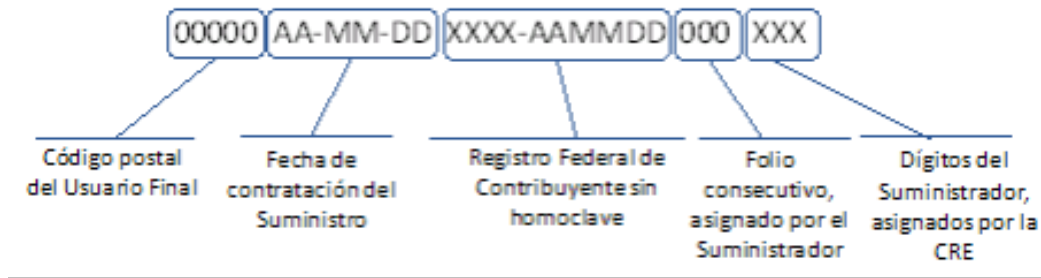 00000 AA-MM-DD XXXX-AAMMDD 000 XXX
Código postal
del Usuario Final
Fecha de
contratación del
Suministro
Registro Federal de
Contribuyente sin
homoclave
Folio
consecutivo,
asignado por el
Suministrador
Dígitos del
Suministrador,
asignados por la
CRE